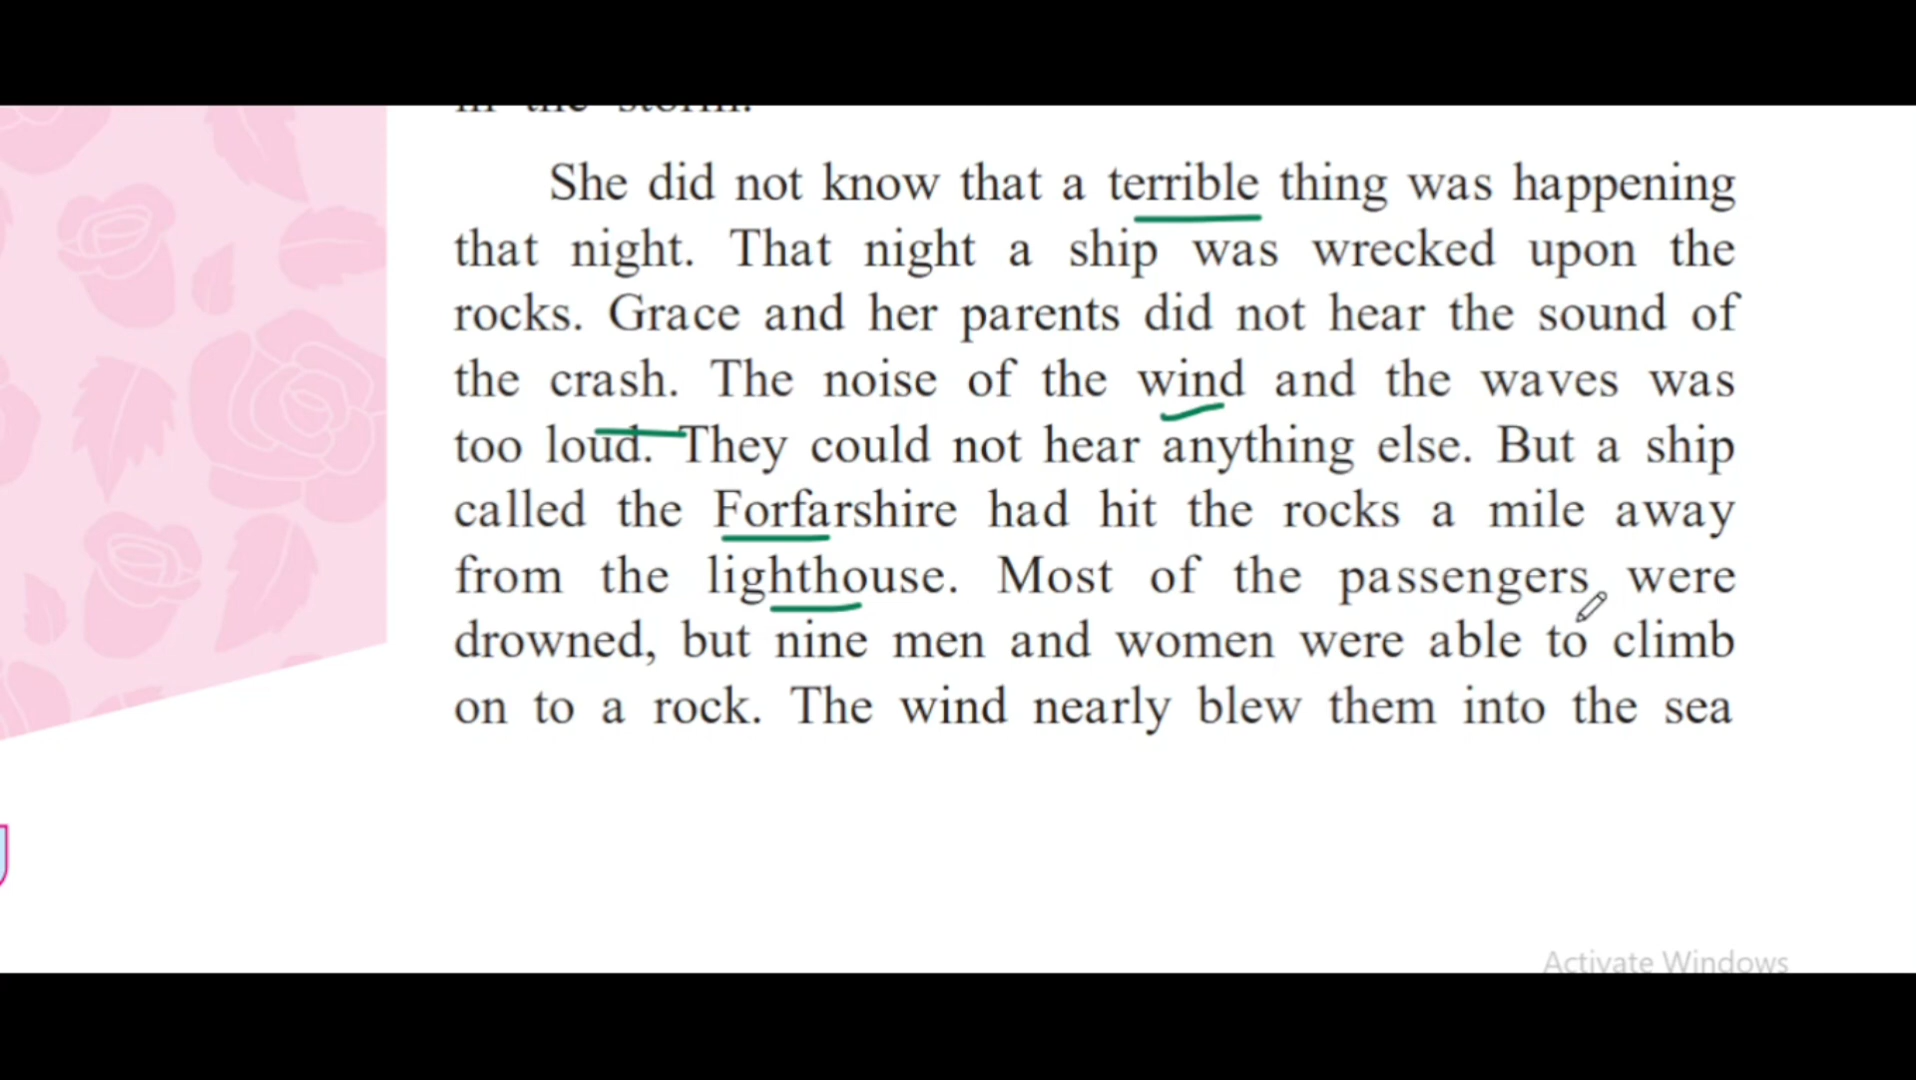 in the storm.
She did not know that a terrible thing was happening
that night. That night a ship was wrecked upon the
rocks. Grace and her parents did not hear the sound of
the crash. The noise of the wind and the waves was
too loud. They could not hear anything else. But a ship
called the Forfarshire had hit the rocks a mile away
from the lighthouse. Most of the passengers were
drowned, but nine men and women were able to climb
on to a rock. The wind nearly blew them into the sea
Activate Windows